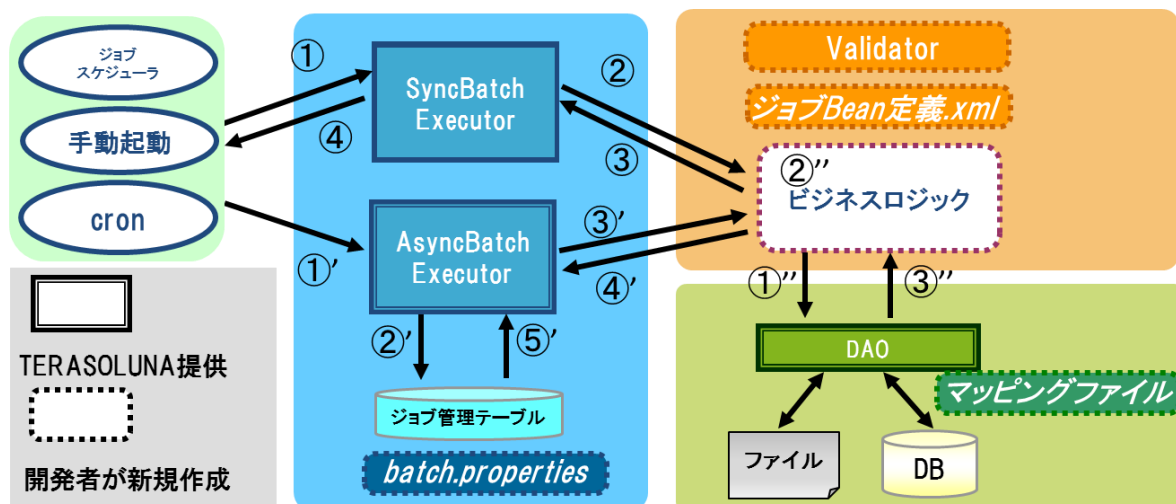 ジョブ
スケジューラ
手動起動
cron
TERASOLUNA提供
開発者が新規作成
①
④
①’
SyncBatch
Executor
AsyncBatch
Executor
②’
⑤’
ジョブ管理テーブル
batch.properties
②
③
③’
④’
Validator
ジョブBean定義.xml
②’’
ビジネスロジック
①’’
③’’
DAO
マッピングファイル
ファイル
DB